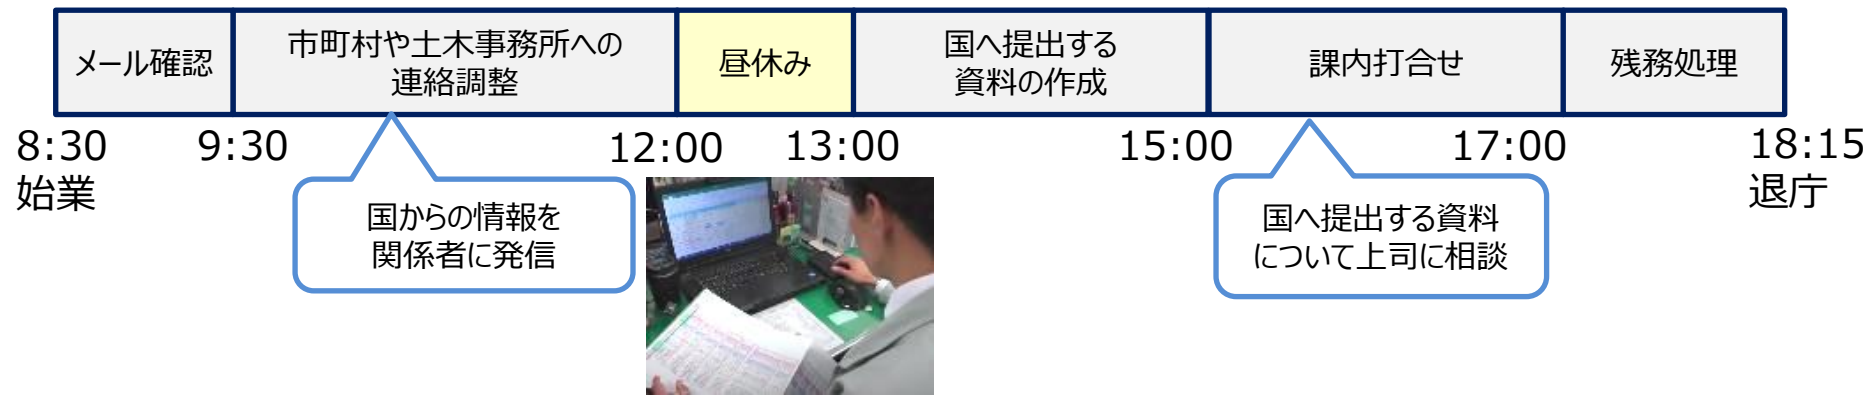 メール確認
市町村や土木事務所への
連絡調整
昼休み
国へ提出する
資料の作成
課内打合せ
残務処理
8:30
始業
9:30
12:00
13:00
15:00
17:00
18:15
退庁
国からの情報を
関係者に発信
国へ提出する資料
について上司に相談